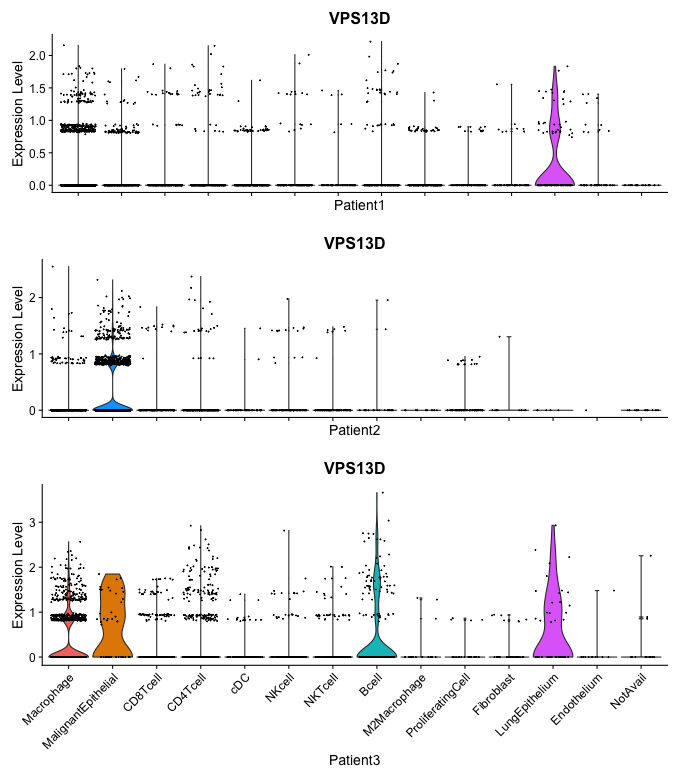 VPS13D
Expression Level
2.0
1.5
1.0
0.5
0.0
Patient1
VPS13D
Expression Level
2
1
0
Patient2
VPS13D
Expression Level
3
2
1
0
Macrophage
MalignantEpithelial
CD8Tcell
CD4Tcell
cDC
NKcell
NKTcell
Bcell
M2Macrophage
ProliferatingCell
Fibroblast
LungEpithelium
Endothelium
NotAvail
Patient3